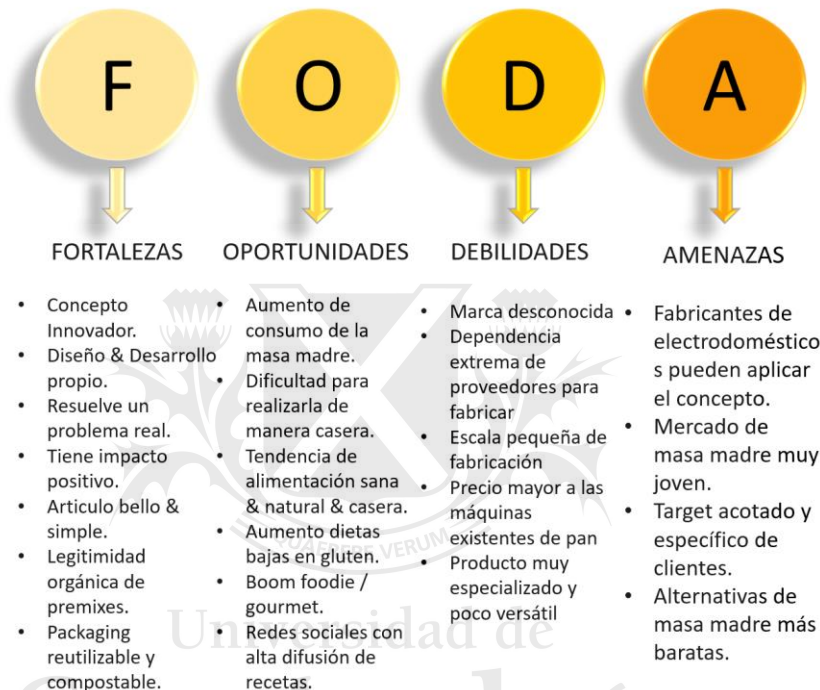 F
O
D
A
FORTALEZAS
OPORTUNIDADES
DEBILIDADES
AMENAZAS
• Concepto
Innovador.
• Diseño & Desarrollo
propio.
• Resuelve un
problema real.
• Tiene impacto
positivo.
• Articulo bello &
simple.
• Legitimidad
orgánica de
premixes.
• Packaging
reutilizable y
compostable.
• Aumento de
consumo de la
masa madre.
• Dificultad para
realizarla de
manera casera.
• Tendencia de
alimentación sana
& natural & casera.
• Aumento dietas
bajas en gluten.
• Boom foodie /
gourmet.
• Redes sociales con
alta difusión de
recetas.
• Marca desconocida
• Dependencia
extrema de
proveedores para
fabricar
• Escala pequeña de
fabricación
• Precio mayor a las
máquinas
existentes de pan
• Producto muy
especializado y
poco versátil
• Fabricantes de
electrodoméstico
s pueden aplicar
el concepto.
• Mercado de
masa madre muy
joven.
• Target acotado y
específico de
clientes.
• Alternativas de
masa madre más
baratas.
QUAERERE VERUM
Universidad de